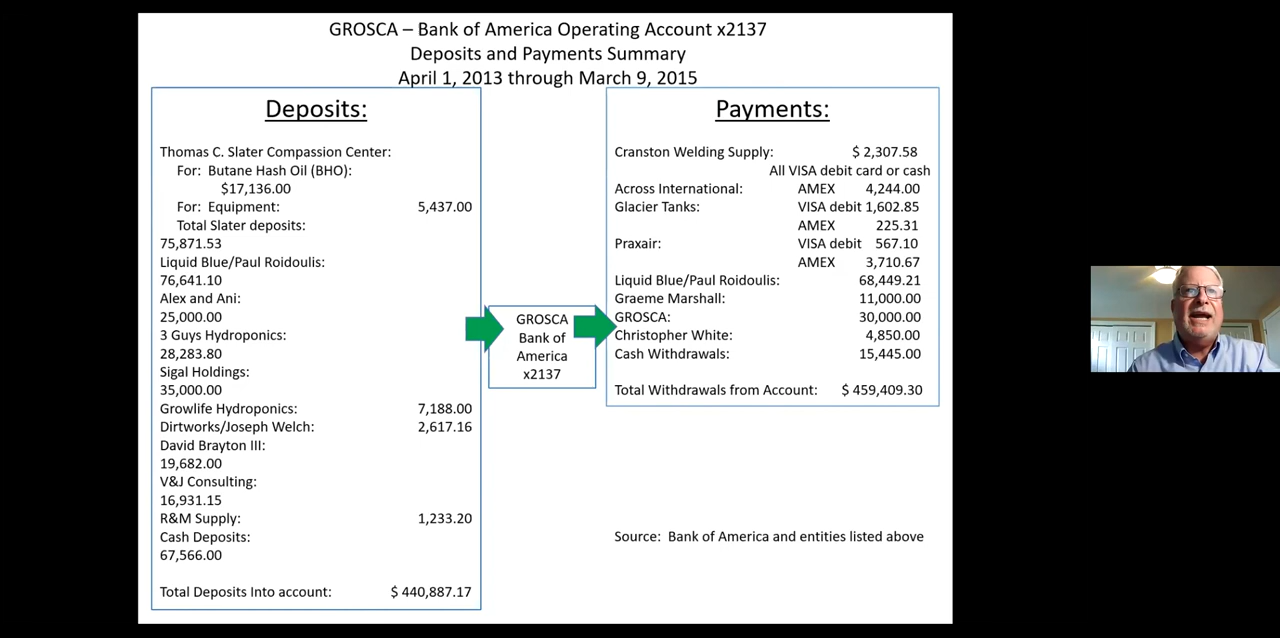 GROSCA – Bank of America Operating Account x2137
Deposits and Payments Summary
April 1, 2013 through March 9, 2015
Deposits:
Thomas C. Slater Compassion Center:
For: Butane Hash Oil (BHO):
$17,136.00
For: Equipment: 5,437.00
Total Slater deposits:
75,871.53
Liquid Blue/Paul Roidoulis:
76,641.10
Alex and Ani:
25,000.00
3 Guys Hydroponics:
28,283.80
Sigal Holdings:
35,000.00
Growlife Hydroponics: 7,188.00
Dirtworks/Joseph Welch: 2,617.16
David Brayton III:
19,682.00
V&J Consulting:
16,931.15
R&M Supply: 1,233.20
Cash Deposits:
67,566.00
Total Deposits Into account: $ 440,887.17
GROSCA
Bank of
America
x2137
Payments:
Cranston Welding Supply: $ 2,307.58
All VISA debit card or cash
Across International: AMEX 4,244.00
Glacier Tanks: VISA debit 1,602.85
AMEX 225.31
Praxair: VISA debit 567.10
AMEX 3,710.67
Liquid Blue/Paul Roidoulis: 68,449.21
Graeme Marshall: 11,000.00
GROSCA: 30,000.00
Christopher White: 4,850.00
Cash Withdrawals: 15,445.00
Total Withdrawals from Account: $ 459,409.30
Source: Bank of America and entities listed above